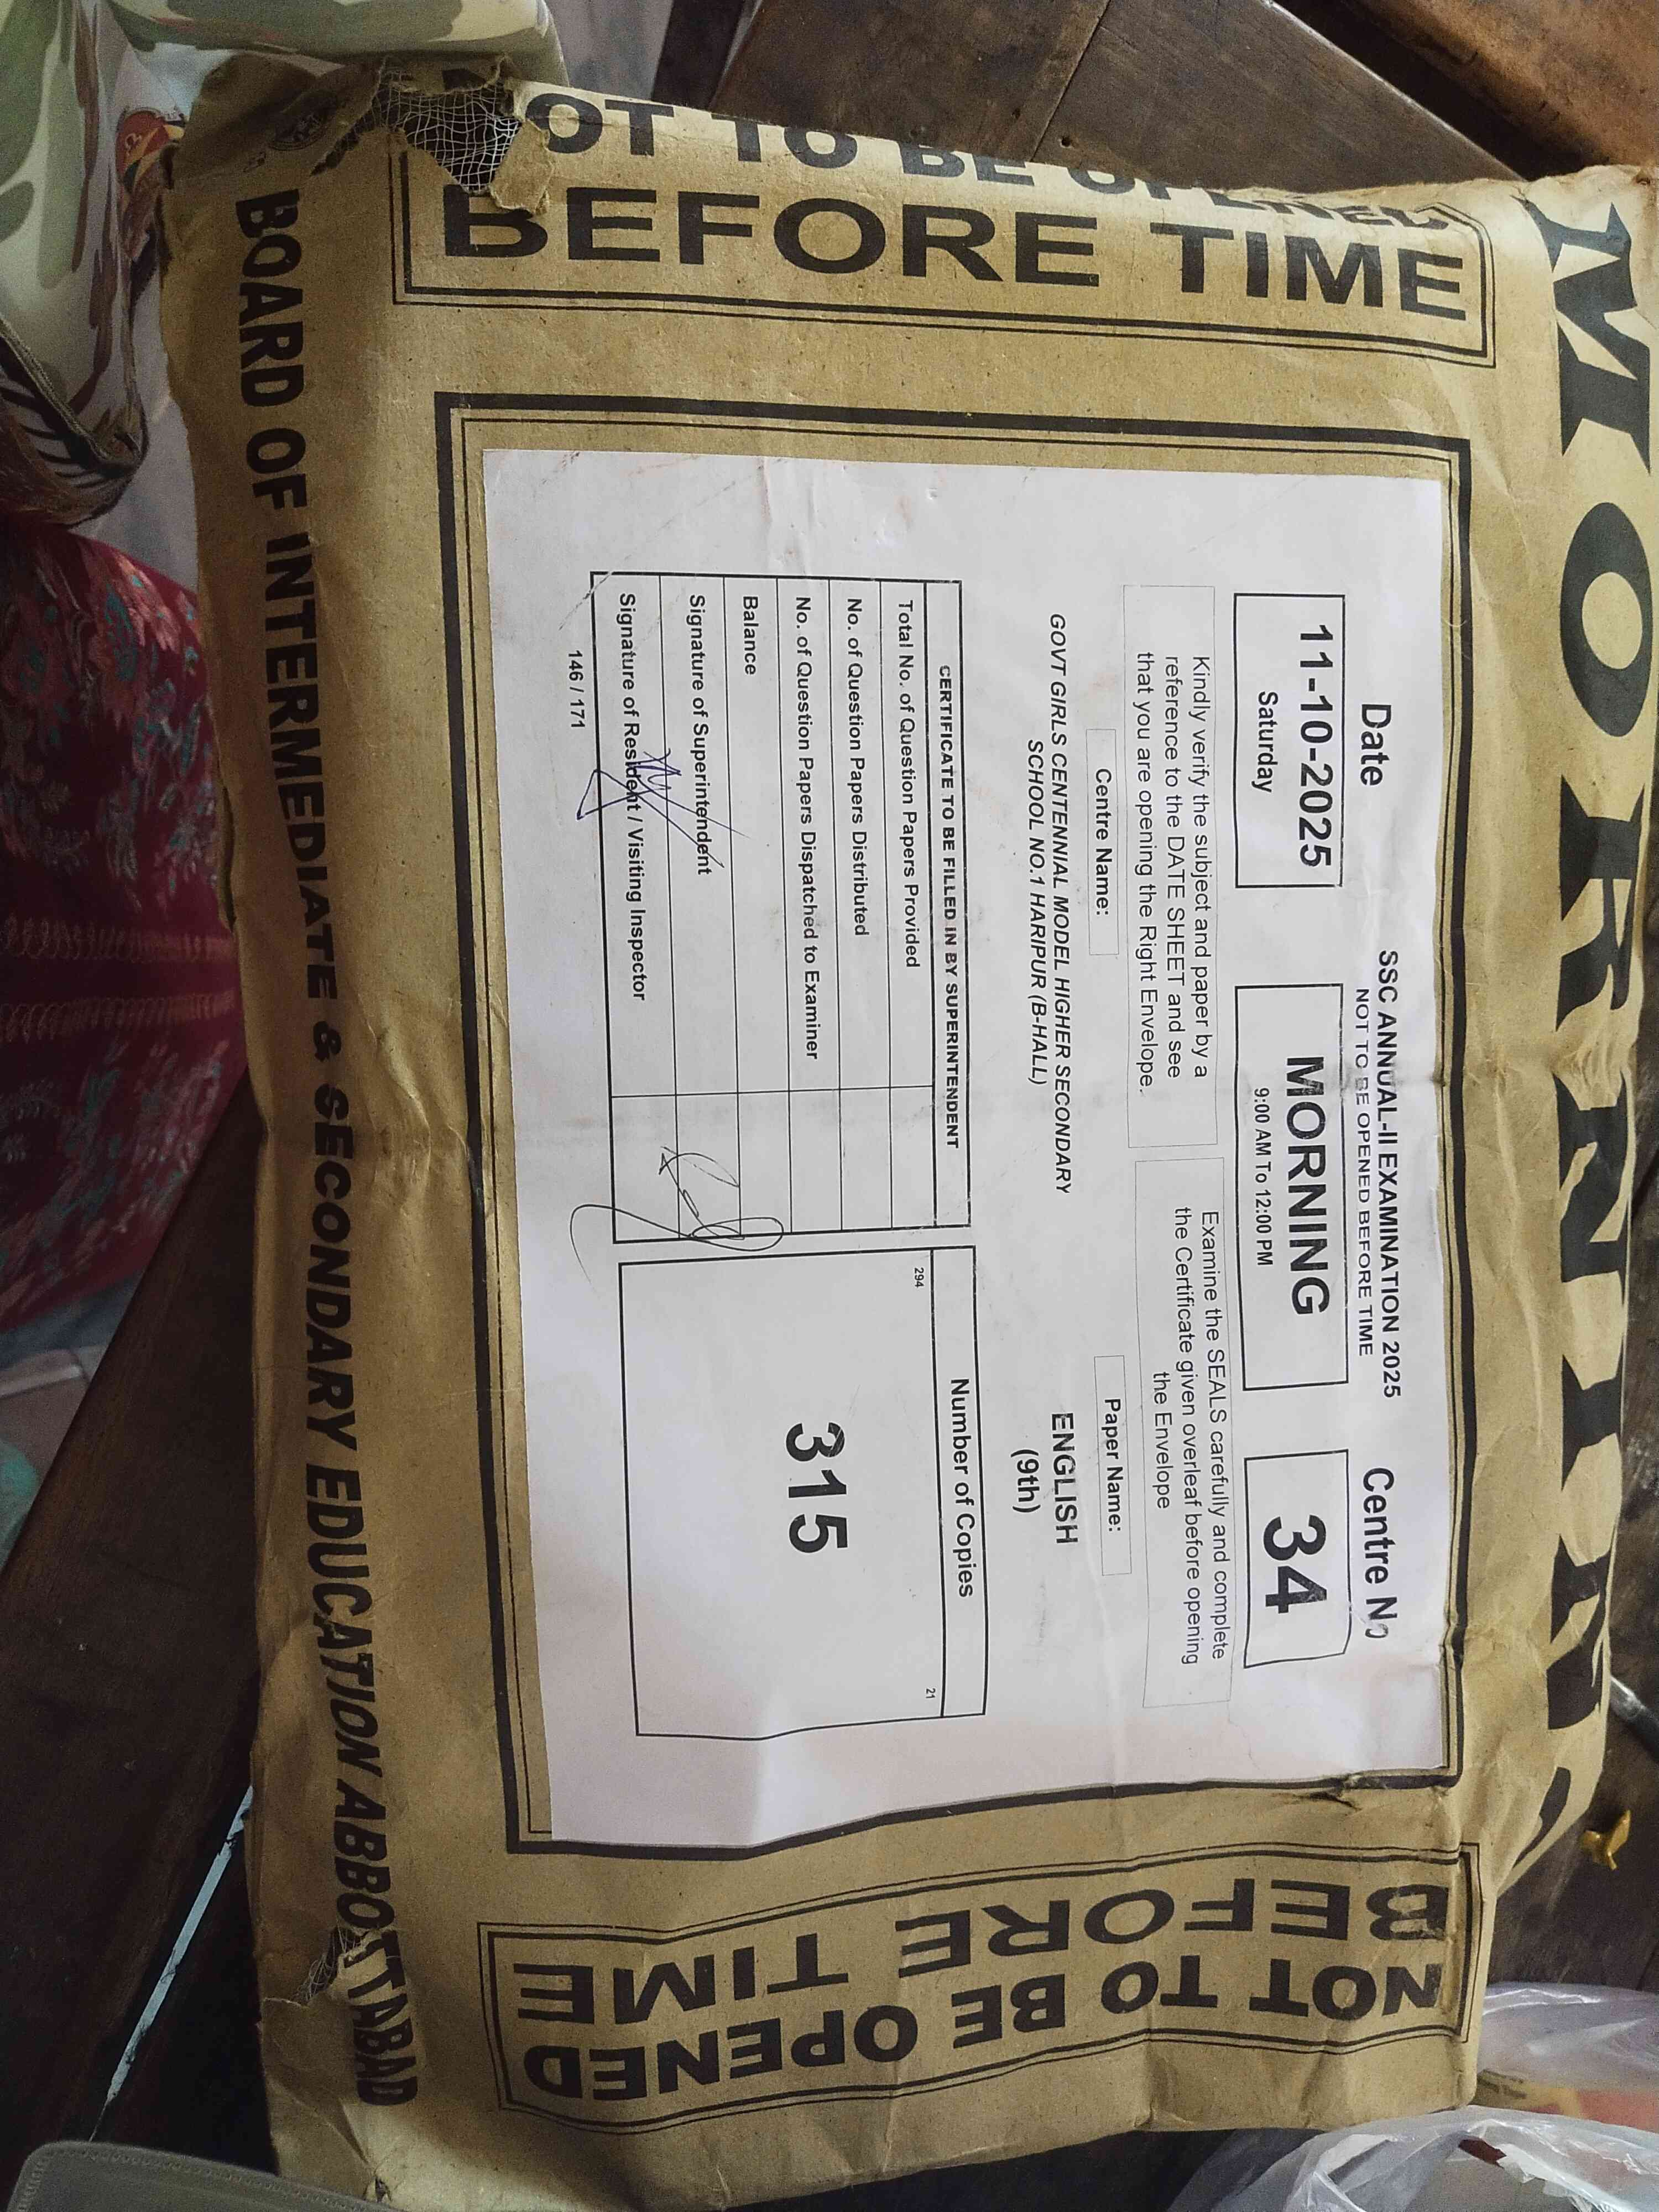 MORNING
OT TO BE OPENED
BEFORE TIME
Date
SSC ANNUAL-II EXAMINATION 2025
NOT TO BE OPENED BEFORE TIME
Centre No
11-10-2025
Saturday
MORNING
9:00 AM To 12:00 PM
34
Kindly verify the subject and paper by a
reference to the DATE SHEET and see
that you are opening the Right Envelope.
Examine the SEALS carefully and complete
the Certificate given overleaf before opening
the Envelope
Centre Name:
Paper Name:
GOVT GIRLS CENTENNIAL MODEL HIGHER SECONDARY
SCHOOL NO.1 HARIPUR (B-HALL)
ENGLISH
(9th)
CERTIFICATE TO BE FILLED IN BY SUPERINTENDENT
Total No. of Question Papers Provided
No. of Question Papers Distributed
No. of Question Papers Dispatched to Examiner
Balance
Signature of Superintendent
Signature of Resident / Visiting Inspector
146 / 171
Number of Copies
294
21
315
NOT TO BE OPENED
BEFORE TIME
BOARD OF INTERMEDIATE & SECONDARY EDUCATION ABBOTTABAD